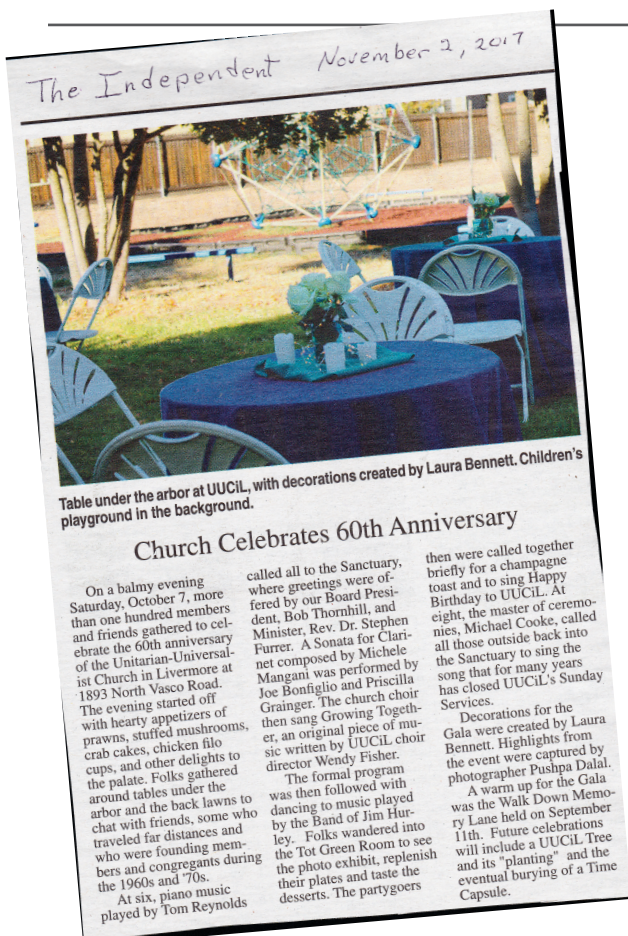 The Independent November 2, 2017
Table under the arbor at UUCiL, with decorations created by Laura Bennett. Children's
playground in the background.
Church Celebrates 60th Anniversary
On a balmy evening
Saturday, October 7, more
than one hundred members
and friends gathered to cel-
ebrate the 60th anniversary
of the Unitarian-Universal-
ist Church in Livermore at
1893 North Vasco Road.
The evening started off
with hearty appetizers of
prawns, stuffed mushrooms,
crab cakes, chicken filo
cups, and other delights to
the palate. Folks gathered
around tables under the
arbor and the back lawns to
chat with friends, some who
traveled far distances and
who were founding mem-
bers and congregants during
the 1960s and '70s.
At six, piano music
played by Tom Reynolds
called all to the Sanctuary,
where greetings were of-
fered by our Board Presi-
dent, Bob Thornhill, and
Minister, Rev. Dr. Stephen
Furrer. A Sonata for Clari-
net composed by Michele
Mangani was performed by
Joe Bonfiglio and Priscilla
Grainger. The church choir
then sang Growing Togeth-
er, an original piece of mu-
sic written by UUCiL choir
director Wendy Fisher.
The formal program
was then followed with
dancing to music played
by the Band of Jim Hur-
ley. Folks wandered into
the Tot Green Room to see
the photo exhibit, replenish
their plates and taste the
desserts. The partygoers
then were called together
briefly for a champagne
toast and to sing Happy
Birthday to UUCiL. At
eight, the master of ceremo-
nies, Michael Cooke, called
all those outside back into
the Sanctuary to sing the
song that for many years
has closed UUCiL's Sunday
Services.
Decorations for the
Gala were created by Laura
Bennett. Highlights from
the event were captured by
photographer Pushpa Dalal.
A warm up for the Gala
was the Walk Down Memo-
ry Lane held on September
11th. Future celebrations
will include a UUCiL Tree
and its "planting" and the
eventual burying of a Time
Capsule.